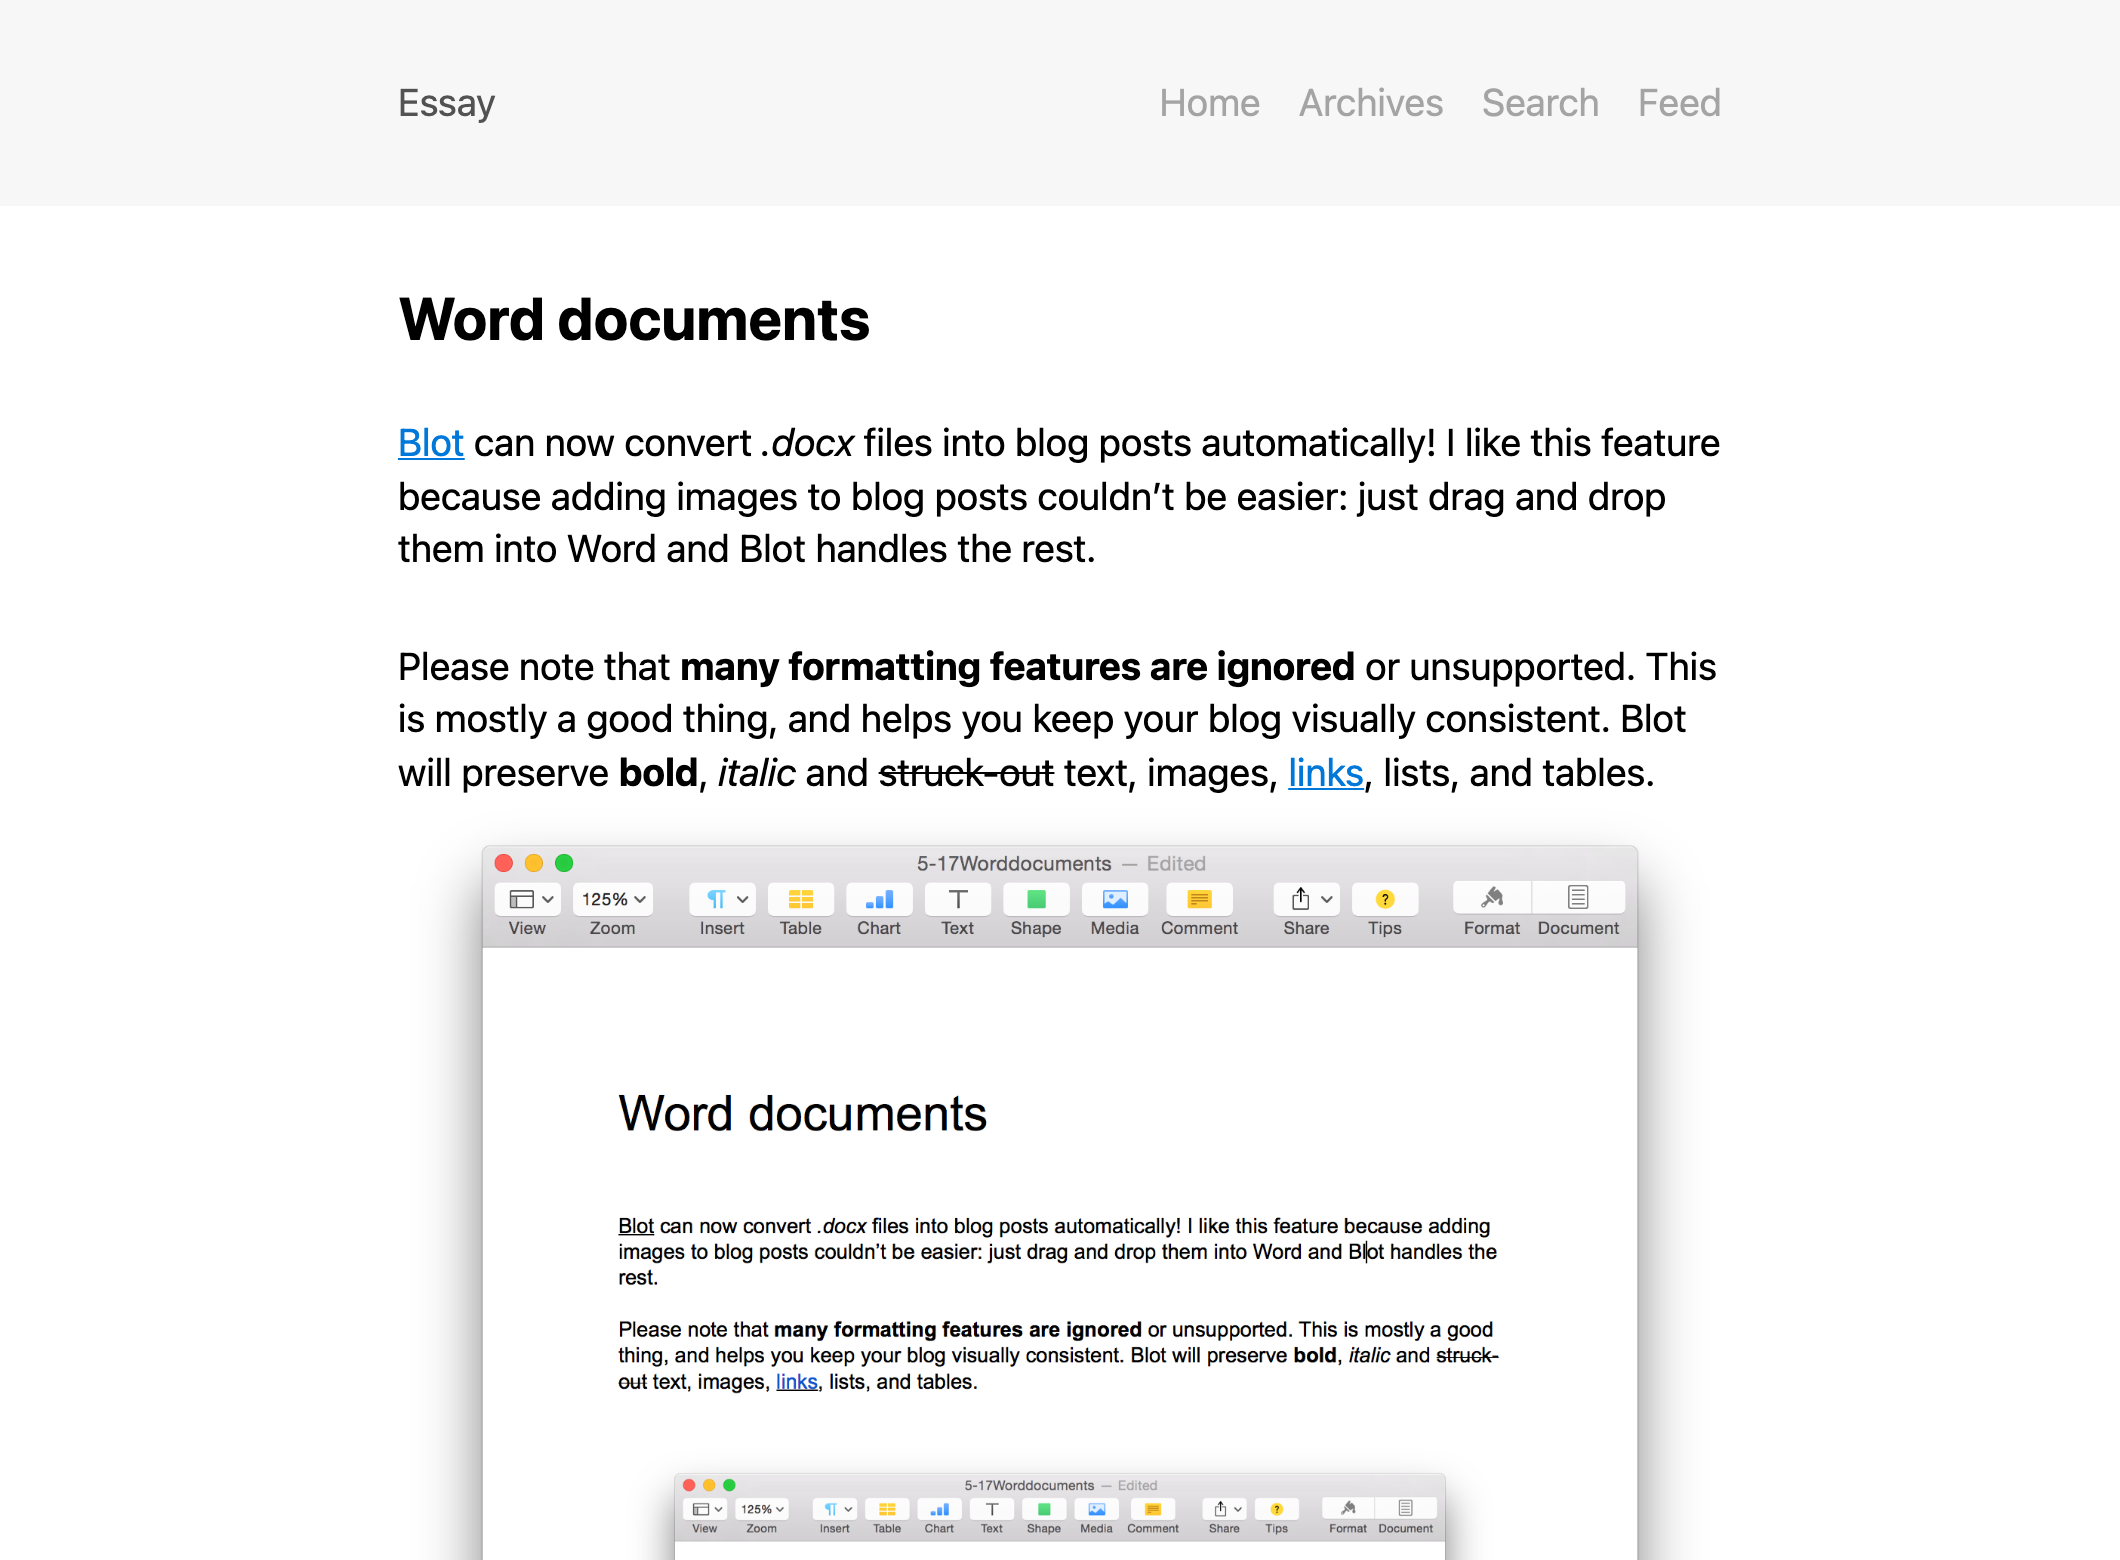 Essay Home Archives Search Feed
Word documents
Blot can now convert .docx files into blog posts automatically! I like this feature
because adding images to blog posts couldn’t be easier: just drag and drop
them into Word and Blot handles the rest.
Please note that many formatting features are ignored or unsupported. This
is mostly a good thing, and helps you keep your blog visually consistent. Blot
will preserve bold, italic and struck-out text, images, links, lists, and tables.
5-17Worddocuments — Edited
125%
View Zoom Insert Table Chart Text Shape Media Comment Share Tips Format Document
Word documents
Blot can now convert .docx files into blog posts automatically! I like this feature because adding
images to blog posts couldn’t be easier: just drag and drop them into Word and Blot handles the
rest.
Please note that many formatting features are ignored or unsupported. This is mostly a good
thing, and helps you keep your blog visually consistent. Blot will preserve bold, italic and struck-
out text, images, links, lists, and tables.
5-17Worddocuments — Edited
125%
View Zoom Insert Table Chart Text Shape Media Comment Share Tips Format Document